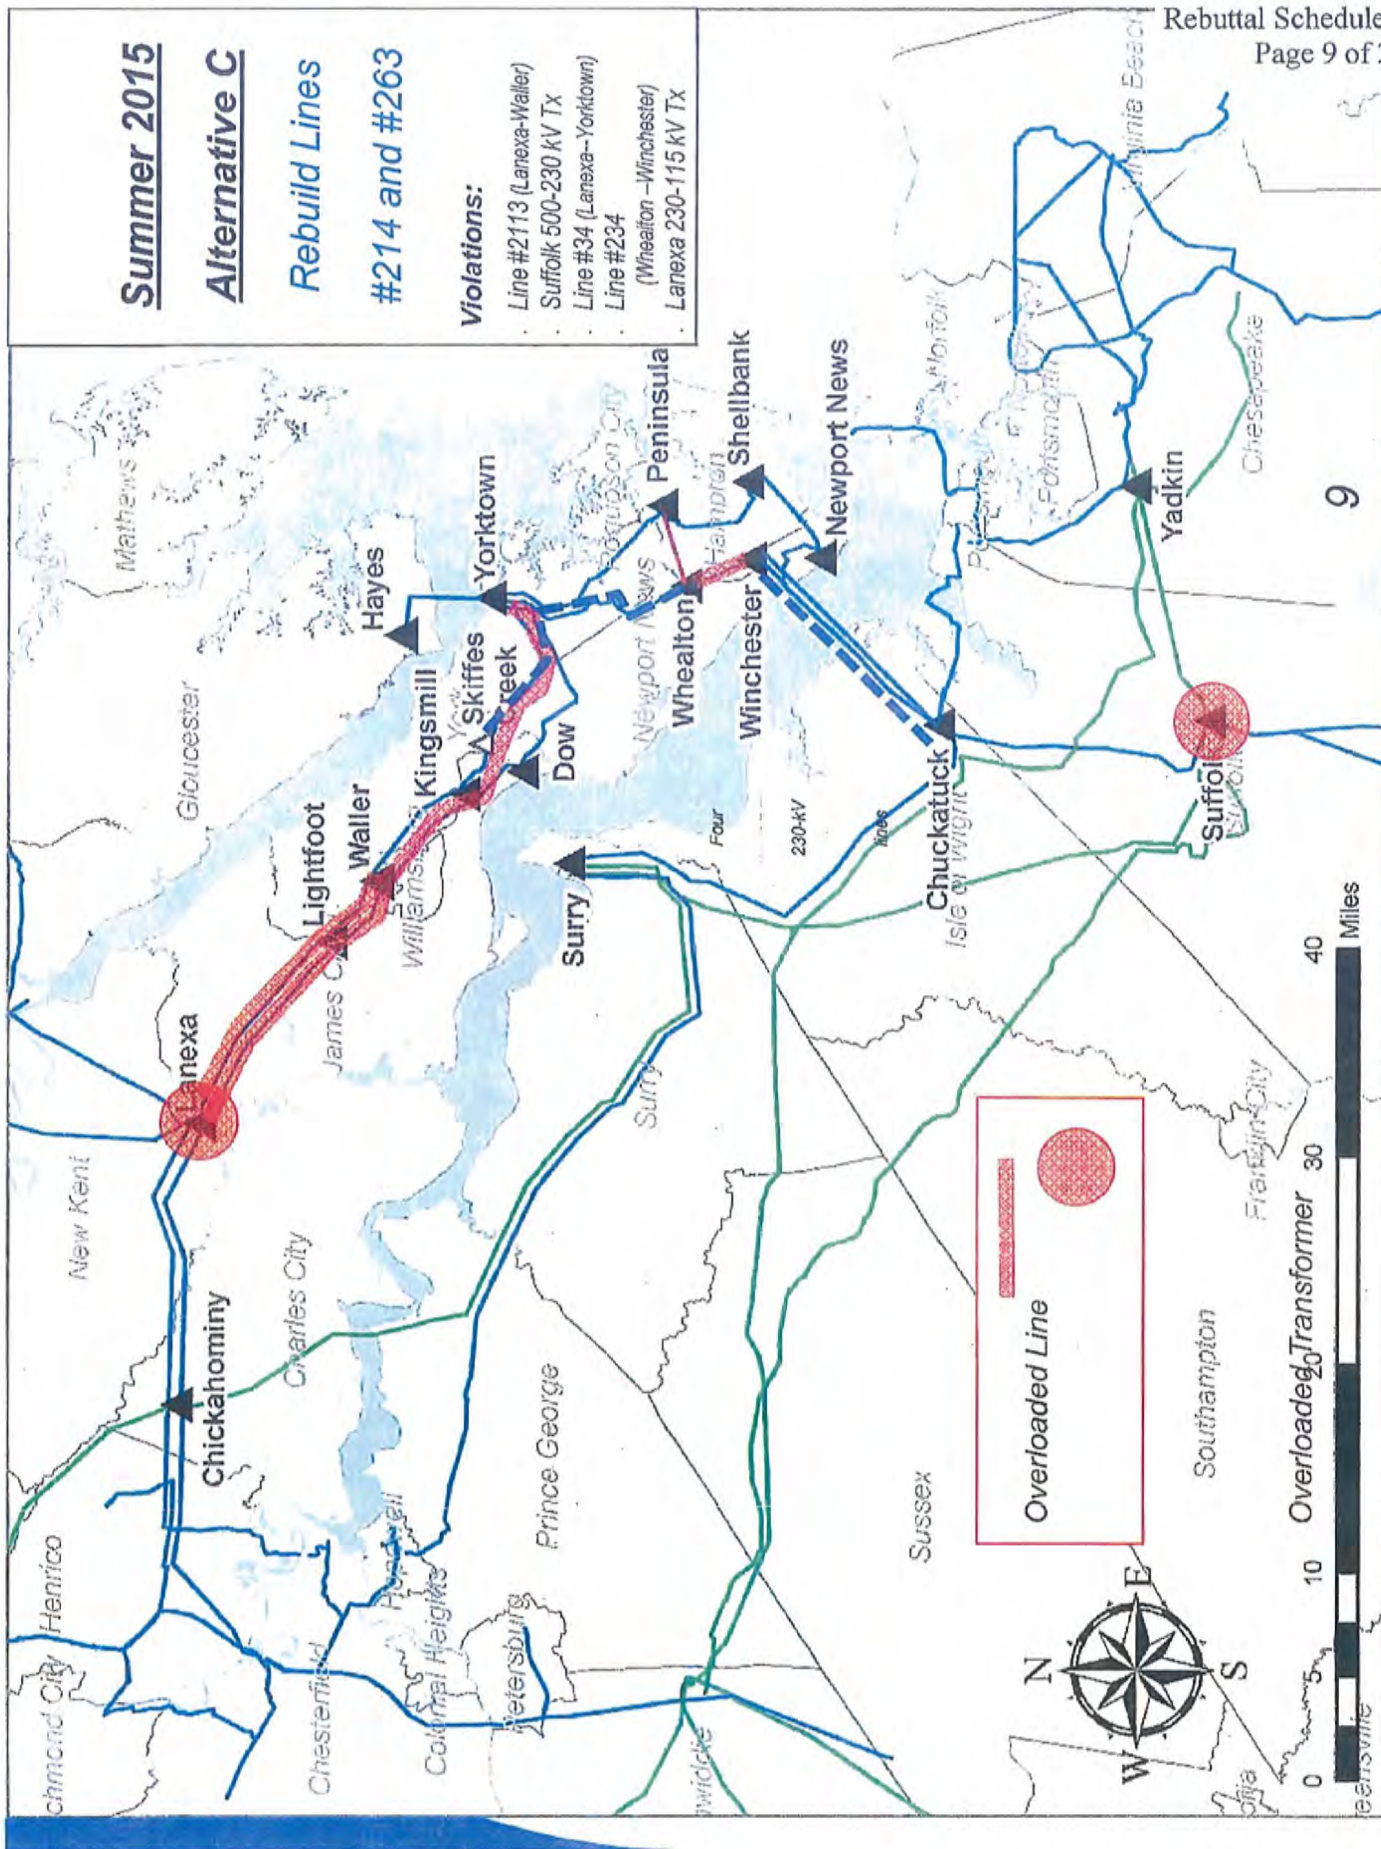 Rebuttal Schedule
Page 9 of
Summer 2015
Alternative C
Rebuild Lines
#214 and #263
Violations:
· Line #2113 (Lanexa-Waller)
· Suffolk 500-230 kV Tx
· Line #34 (Lanexa--Yorktown)
· Line #234
(Whealton –Winchester)
· Lanexa 230-115 kV Tx
Mathews
Gloucester
New Kent
Henrico
chmond City
Hayes
Yorktown
Peninsula
Shellbank
Newport News
Hampton
Newport News
Whealton
Winchester
Skiffes
reek
Kingsmill
Dow
Waller
Lightfoot
Lanexa
Chickahominy
Charles City
Surry
Surry
Four
230-kV
lines
Chuckatuck
Isle of Wight
Suffolk
Yadkin
Norfolk
Portsmouth
Virginia Beach
Chesapeake
Chesterfield
Colonial Heights
Hopewell
Petersburg
Prince George
Sussex
Southampton
Franklin City
Overloaded Line
Overloaded Transformer
N
E
S
W
0
5
10
20
30
40
Miles
9